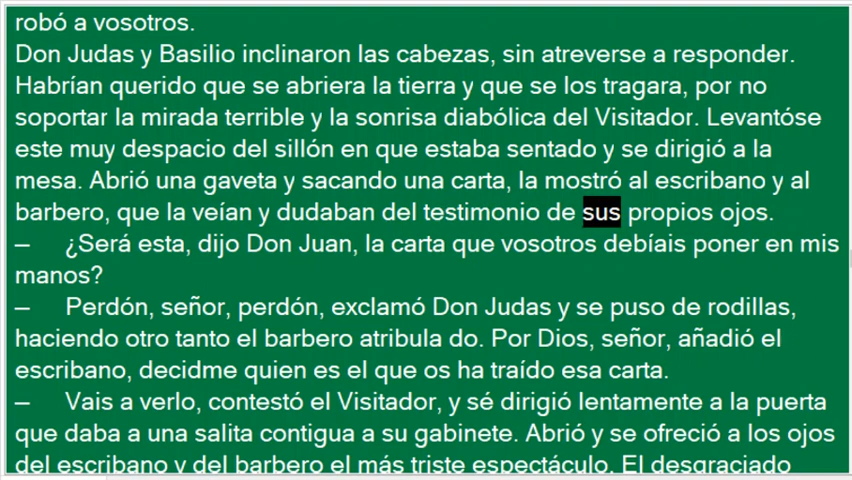 robó a vosotros.
Don Judas y Basilio inclinaron las cabezas, sin atreverse a responder.
Habrían querido que se abriera la tierra y que se los tragara, por no
soportar la mirada terrible y la sonrisa diabólica del Visitador. Levantóse
este muy despacio del sillón en que estaba sentado y se dirigió a la
mesa. Abrió una gaveta y sacando una carta, la mostró al escribano y al
barbero, que la veían y dudaban del testimonio de sus propios ojos.
– ¿Será esta, dijo Don Juan, la carta que vosotros debíais poner en mis
manos?
– Perdón, señor, perdón, exclamó Don Judas y se puso de rodillas,
haciendo otro tanto el barbero atribula do. Por Dios, señor, añadió el
escribano, decidme quien es el que os ha traído esa carta.
– Vais a verlo, contestó el Visitador, y sé dirigió lentamente a la puerta
que daba a una salita contigua a su gabinete. Abrió y se ofreció a los ojos
del escribano y del barbero el más triste espectáculo. El desgraciado